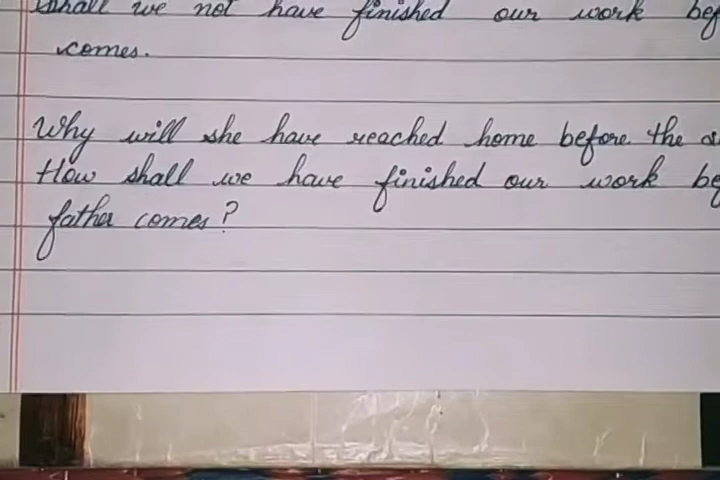 Shall we not have finished our work
comes.
Why will she have reached home before the
How shall we have finished our work
father comes?